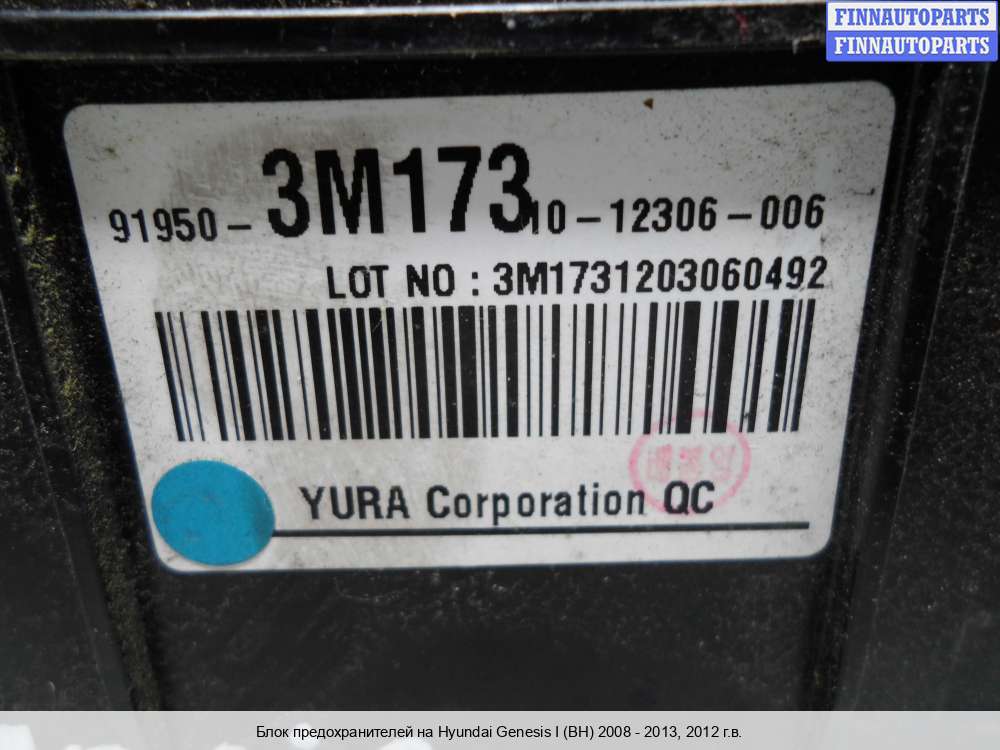 FINNAUTOPARTS
FINNAUTOPARTS
91950-3M173 10-12306-006
LOT NO : 3M1731203060492
YURA Corporation QC
Блок предохранителей на Hyundai Genesis I (BH) 2008 - 2013, 2012 г.в.